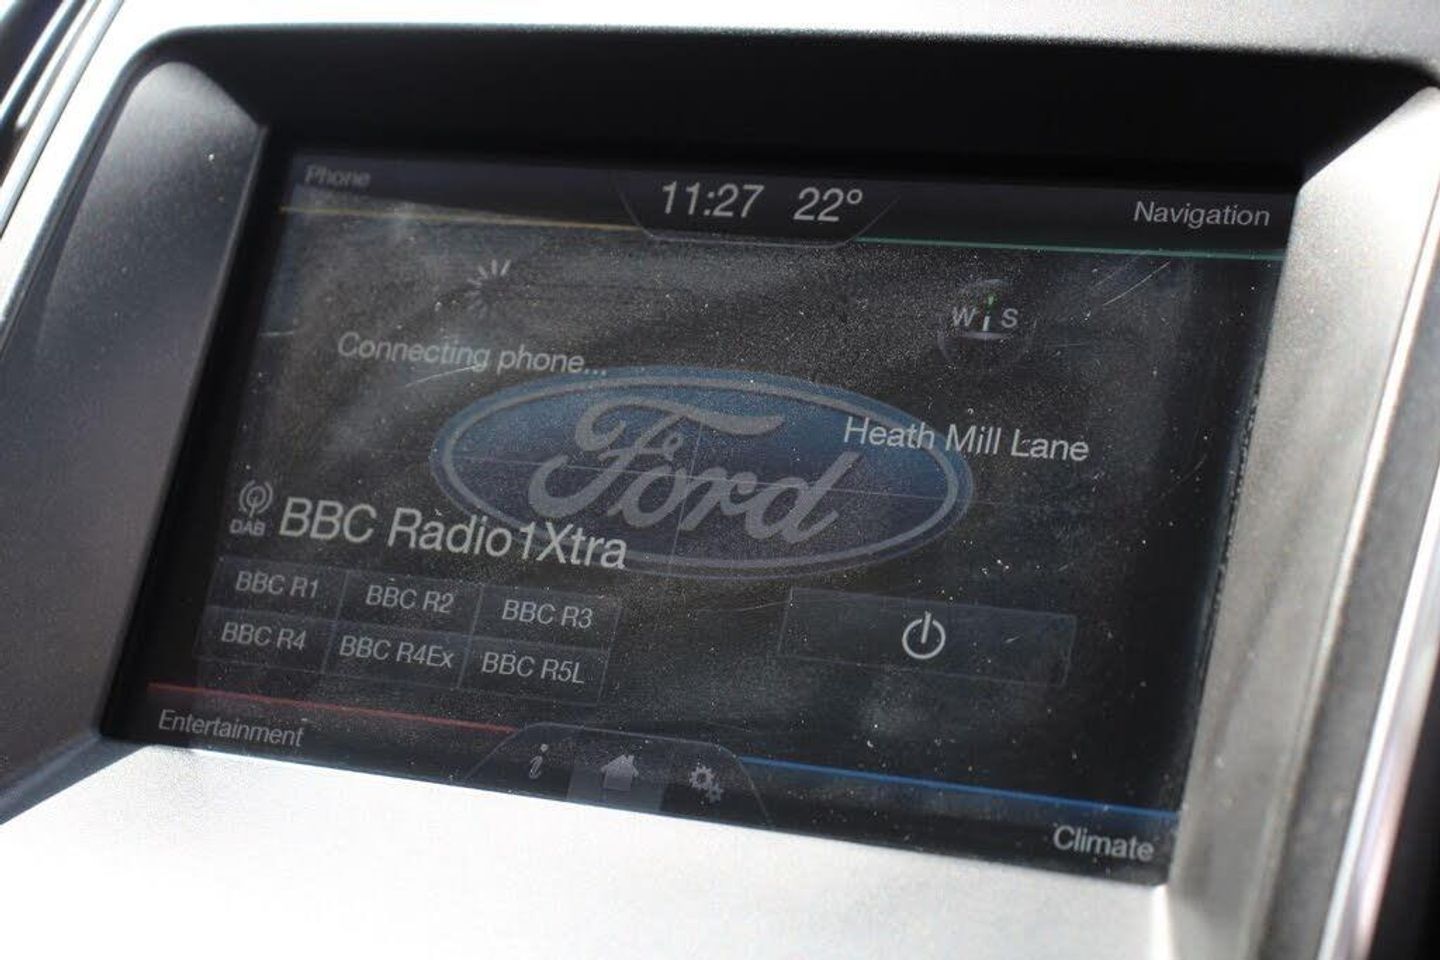 Phone
11:27 22°
Navigation
W S
Connecting phone...
Ford
Heath Mill Lane
DAB
BBC Radio1Xtra
BBC R1 BBC R2 BBC R3
BBC R4 BBC R4Ex BBC R5L
Entertainment
i
Climate